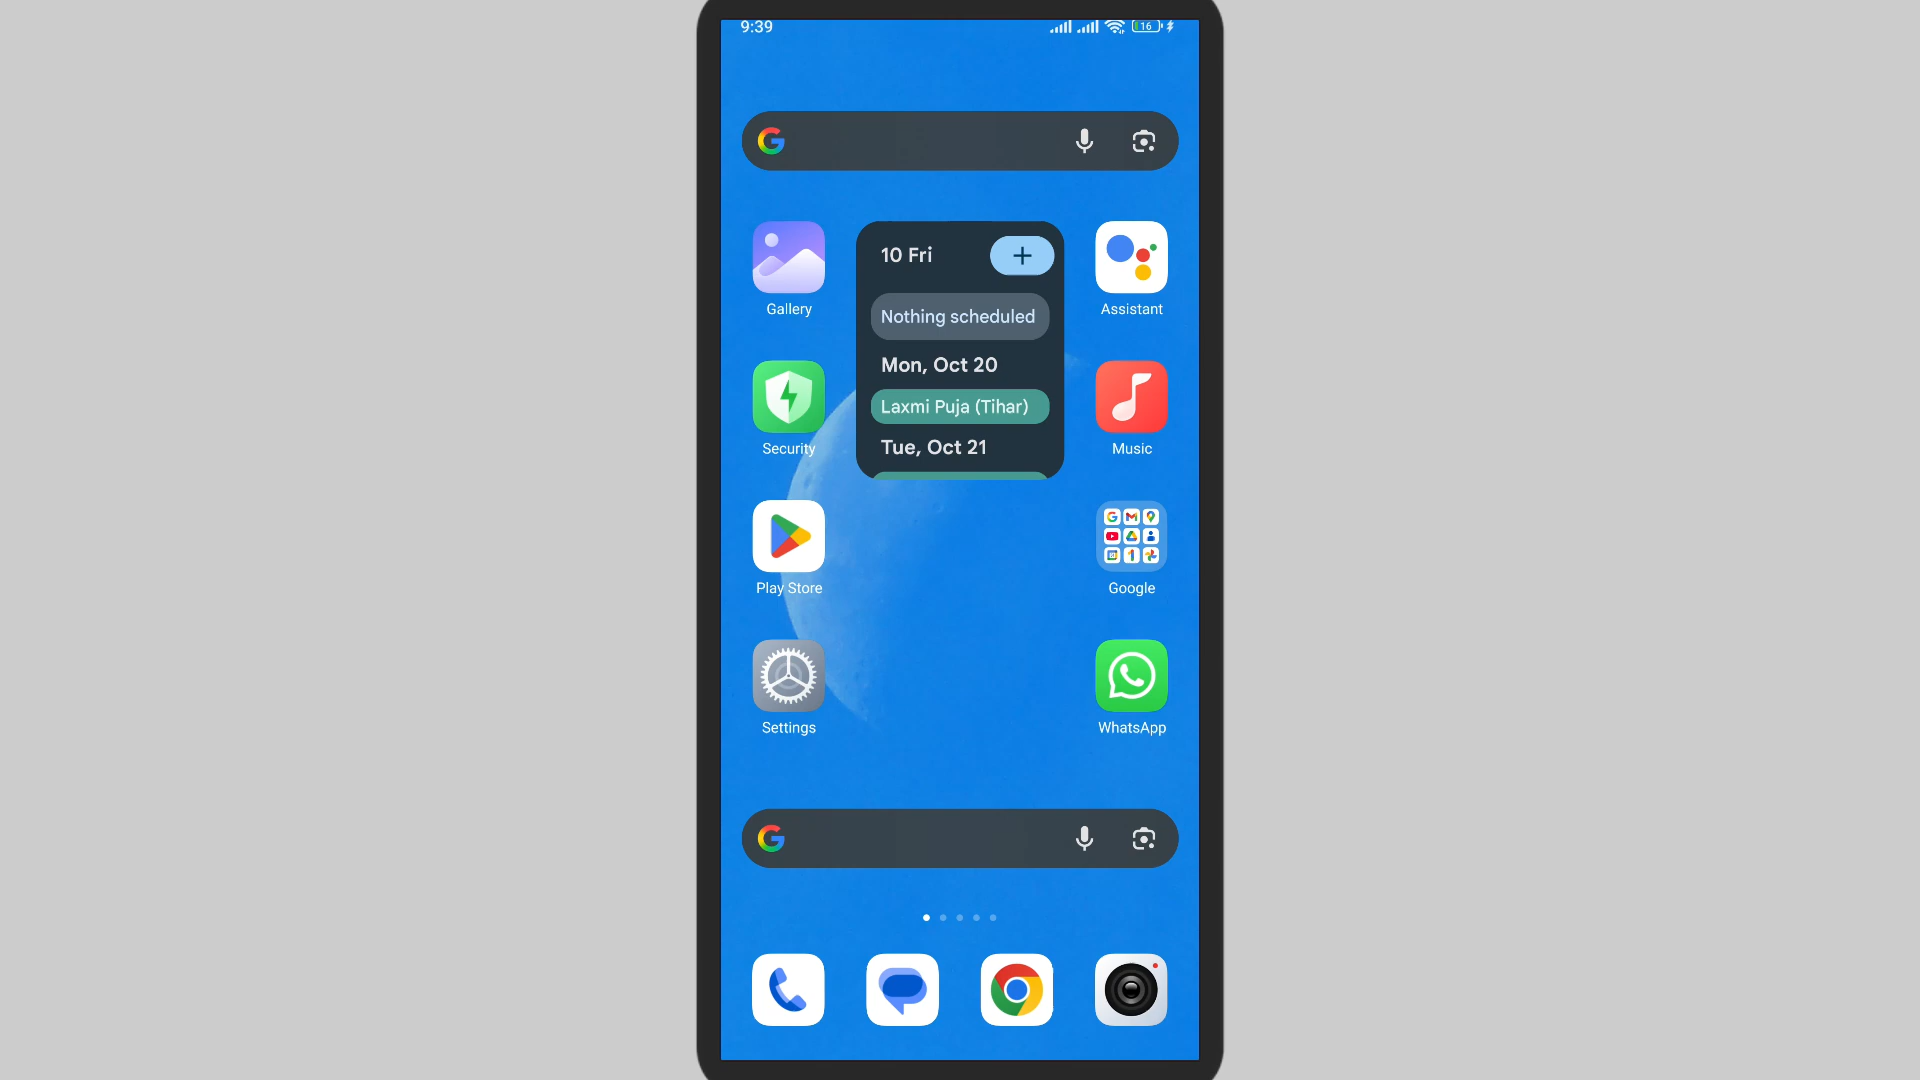 9:39
16
10 Fri
Nothing scheduled
Mon, Oct 20
Laxmi Puja (Tihar)
Tue, Oct 21
Gallery
Assistant
Security
Music
Play Store
Google
Settings
WhatsApp